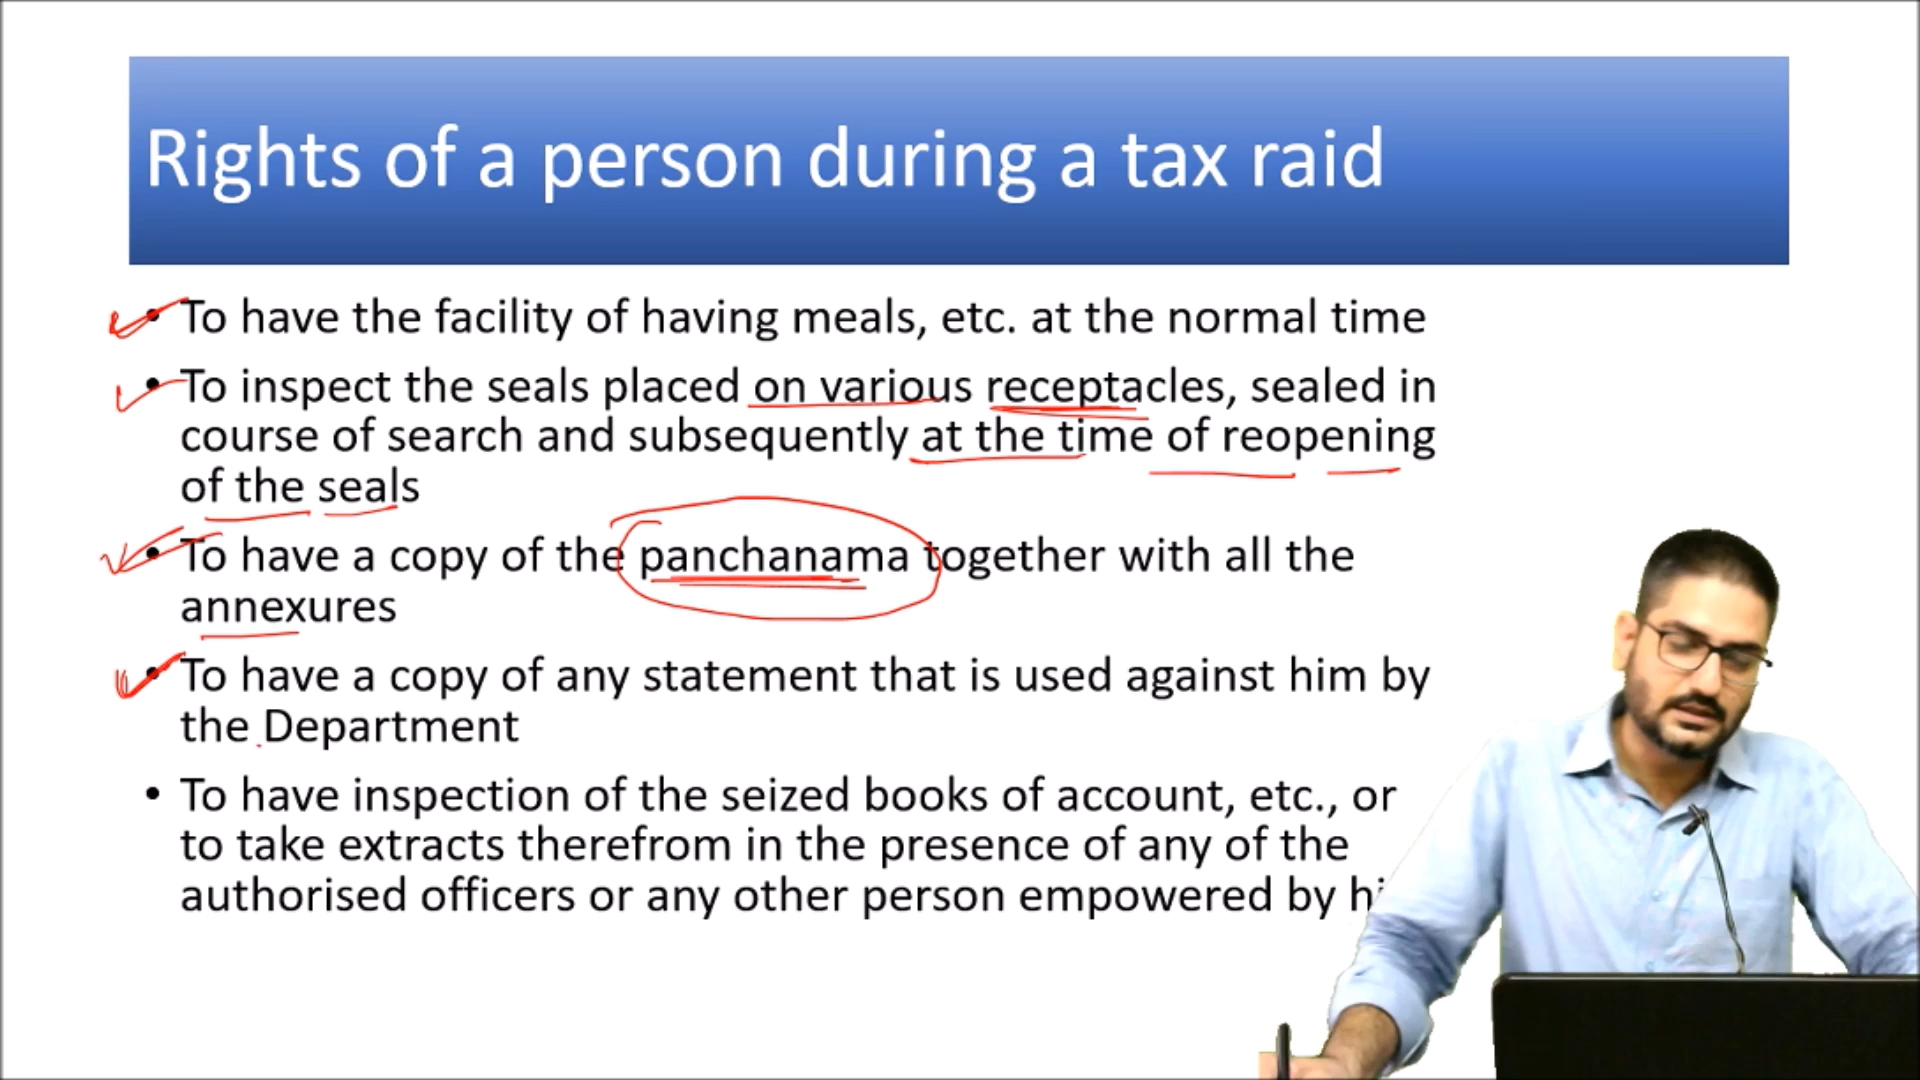 Rights of a person during a tax raid
• To have the facility of having meals, etc. at the normal time
• To inspect the seals placed on various receptacles, sealed in
course of search and subsequently at the time of reopening
of the seals
• To have a copy of the panchanama together with all the
annexures
• To have a copy of any statement that is used against him by
the Department
• To have inspection of the seized books of account, etc., or
to take extracts therefrom in the presence of any of the
authorised officers or any other person empowered by